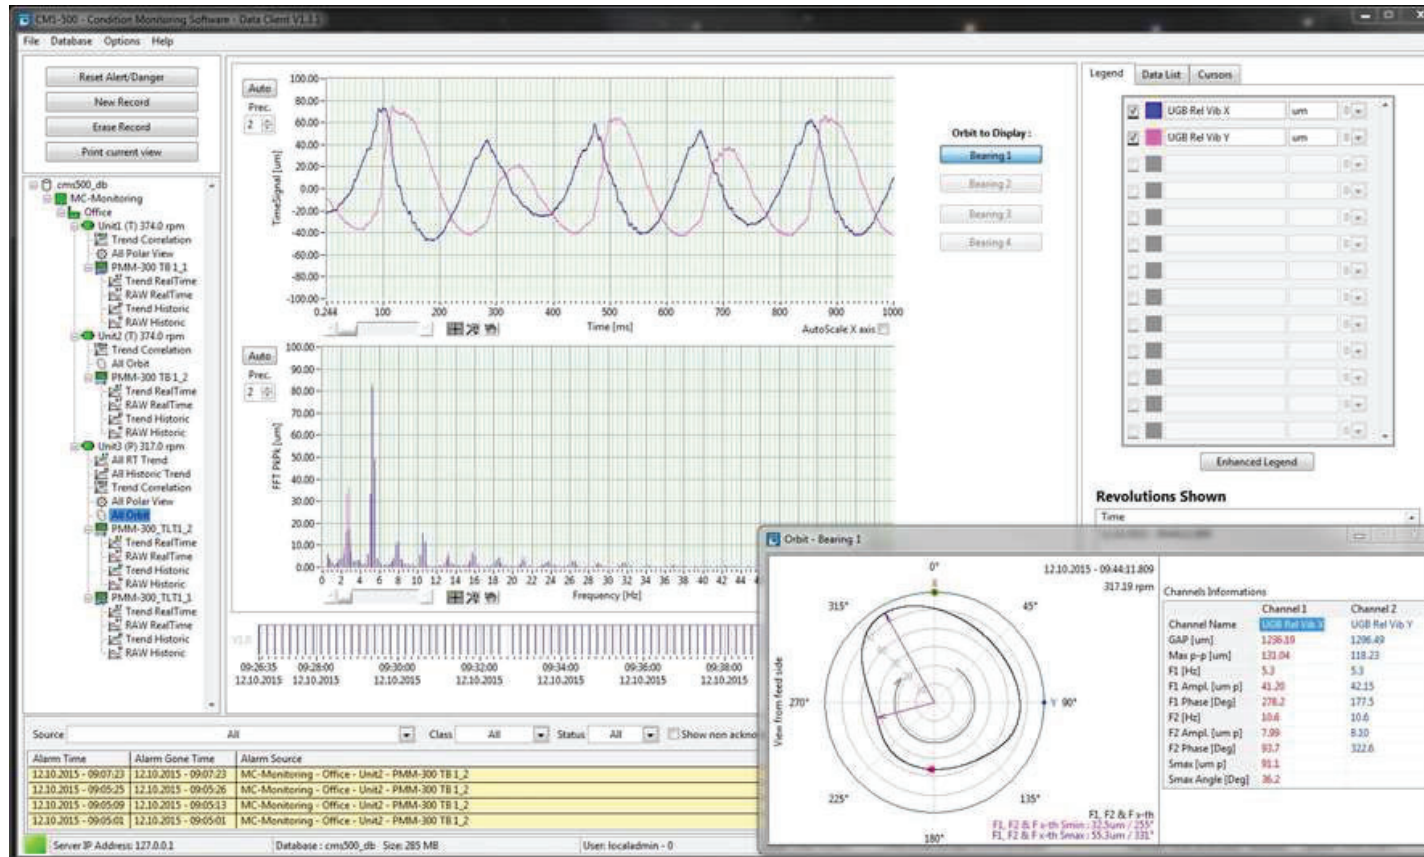 CMS-500 - Condition Monitoring Software - Data Client V1.3.1
File Database Options Help
Reset Alert/Danger
New Record
Erase Record
Print current view
cms500_db
MC-Monitoring
Office
Unit1 (T) 374.0 rpm
Trend Correlation
All Polar View
PMM-300 TB 1_1
Trend RealTime
RAW RealTime
Trend Historic
RAW Historic
Unit2 (T) 374.0 rpm
Trend Correlation
All Orbit
PMM-300 TB 1_2
Trend RealTime
RAW RealTime
Trend Historic
RAW Historic
Unit3 (P) 317.0 rpm
All RT Trend
All Historic Trend
Trend Correlation
All Polar View
All Orbit
PMM-300_TLT1_2
Trend RealTime
RAW RealTime
Trend Historic
RAW Historic
PMM-300_TLT1_1
Trend RealTime
RAW RealTime
Trend Historic
RAW Historic
Auto
Prec.
2
TimeSignal [um]
100.00
80.00
60.00
40.00
20.00
0.00
-20.00
-40.00
-60.00
-80.00
-100.00
0.244 100 200 300 400 500 600 700 800 900 1000
Time [ms]
AutoScale X axis
Auto
Prec.
2
FFT PkPk [um]
100.00
90.00
80.00
70.00
60.00
50.00
40.00
30.00
20.00
10.00
0.00
0 2 4 6 8 10 12 14 16 18 20 22 24 26 28 30 32 34 36 38 40 42 44
Frequency [Hz]
09:26:35 09:28:00 09:30:00 09:32:00 09:34:00 09:36:00 09:38:00
12.10.2015 12.10.2015 12.10.2015 12.10.2015 12.10.2015 12.10.2015 12.10.2015
Orbit to Display :
Bearing 1
Bearing 2
Bearing 3
Bearing 4
Legend Data List Cursors
UGB Rel Vib X um
UGB Rel Vib Y um
Enhanced Legend
Revolutions Shown
Time
Source All Class All Status All Show non ackno
Alarm Time Alarm Gone Time Alarm Source
12.10.2015 - 09:07:23 12.10.2015 - 09:07:23 MC-Monitoring - Office - Unit2 - PMM-300 TB 1_2
12.10.2015 - 09:05:25 12.10.2015 - 09:05:26 MC-Monitoring - Office - Unit2 - PMM-300 TB 1_2
12.10.2015 - 09:05:09 12.10.2015 - 09:05:13 MC-Monitoring - Office - Unit2 - PMM-300 TB 1_2
12.10.2015 - 09:05:01 12.10.2015 - 09:05:01 MC-Monitoring - Office - Unit2 - PMM-300 TB 1_2
Server IP Address: 127.0.0.1 Database : cms500_db Size: 285 MB User: localadmin - 0
Orbit - Bearing 1
12.10.2015 - 09:44:11.809
317.19 rpm
View from feed side
0°
45°
Y 90°
135°
180°
225°
270°
315°
F1, F2 & F x-th
F1, F2 & F x-th Smin : 32.5um / 255°
F1, F2 & F x-th Smax : 55.3um / 331°
Channels Informations
Channel 1 Channel 2
Channel Name UGB Rel Vib X UGB Rel Vib Y
GAP [um] 1236.19 1296.49
Max p-p [um] 131.04 118.23
F1 [Hz] 5.3 5.3
F1 Ampl. [um p] 41.20 42.15
F1 Phase [Deg] 278.2 177.5
F2 [Hz] 10.6 10.6
F2 Ampl. [um p] 7.99 8.10
F2 Phase [Deg] 93.7 322.6
Smax [um p] 91.1
Smax Angle [Deg] 36.2